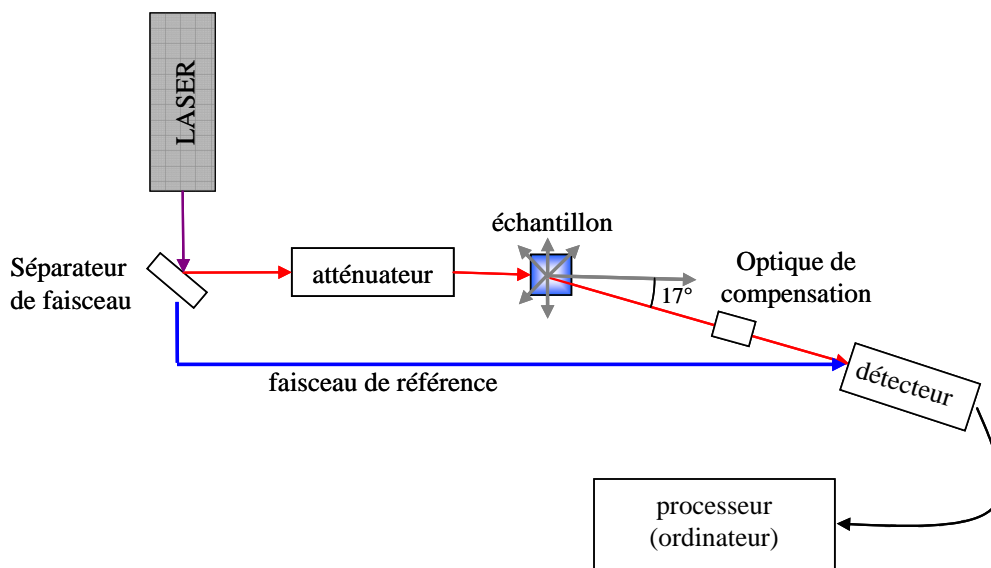 LASER
échantillon
Séparateur
de faisceau
atténuateur
Optique de
compensation
17°
faisceau de référence
détecteur
processeur
(ordinateur)